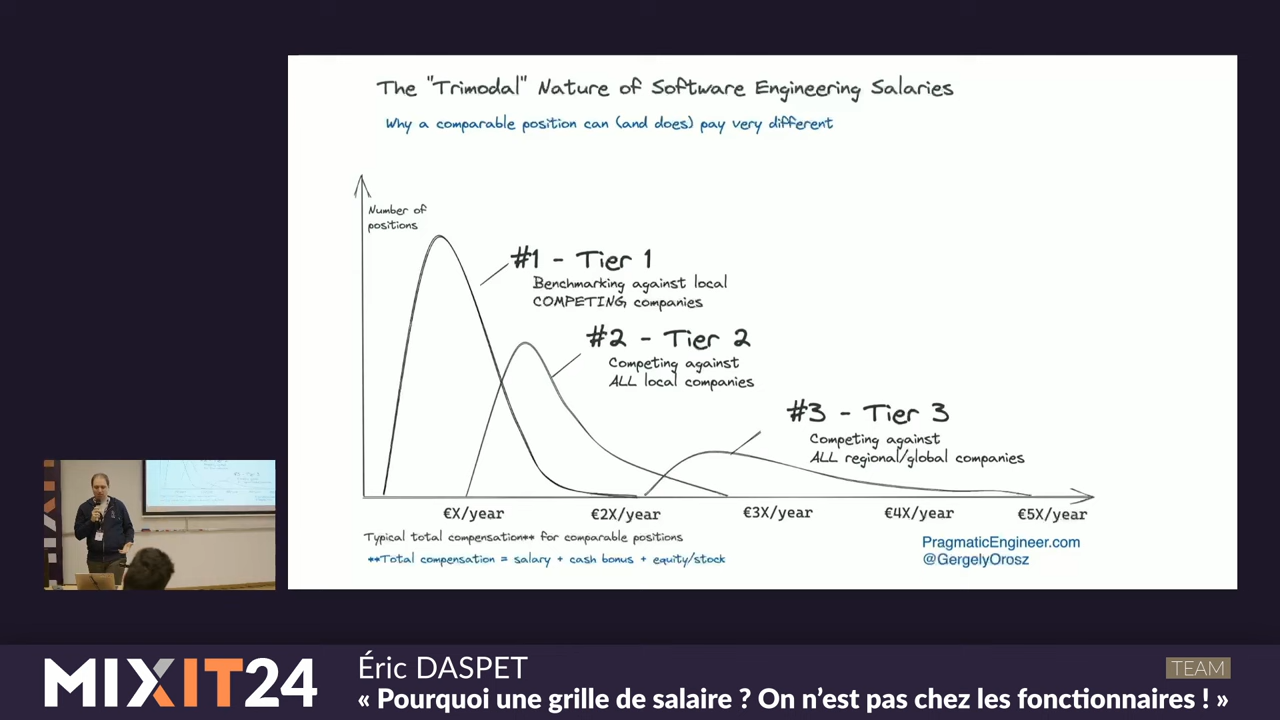 The "Trimodal" Nature of Software Engineering Salaries
Why a comparable position can (and does) pay very different
Number of
positions
#1 - Tier 1
Benchmarking against local
COMPETING companies
#2 - Tier 2
Competing against
ALL local companies
#3 - Tier 3
Competing against
ALL regional/global companies
€X/year
€2X/year
€3X/year
€4X/year
€5X/year
Typical total compensation** for comparable positions
**Total compensation = salary + cash bonus + equity/stock
PragmaticEngineer.com
@GergelyOrosz
MIXIT24
Éric DASPET
TEAM
« Pourquoi une grille de salaire ? On n'est pas chez les fonctionnaires ! »